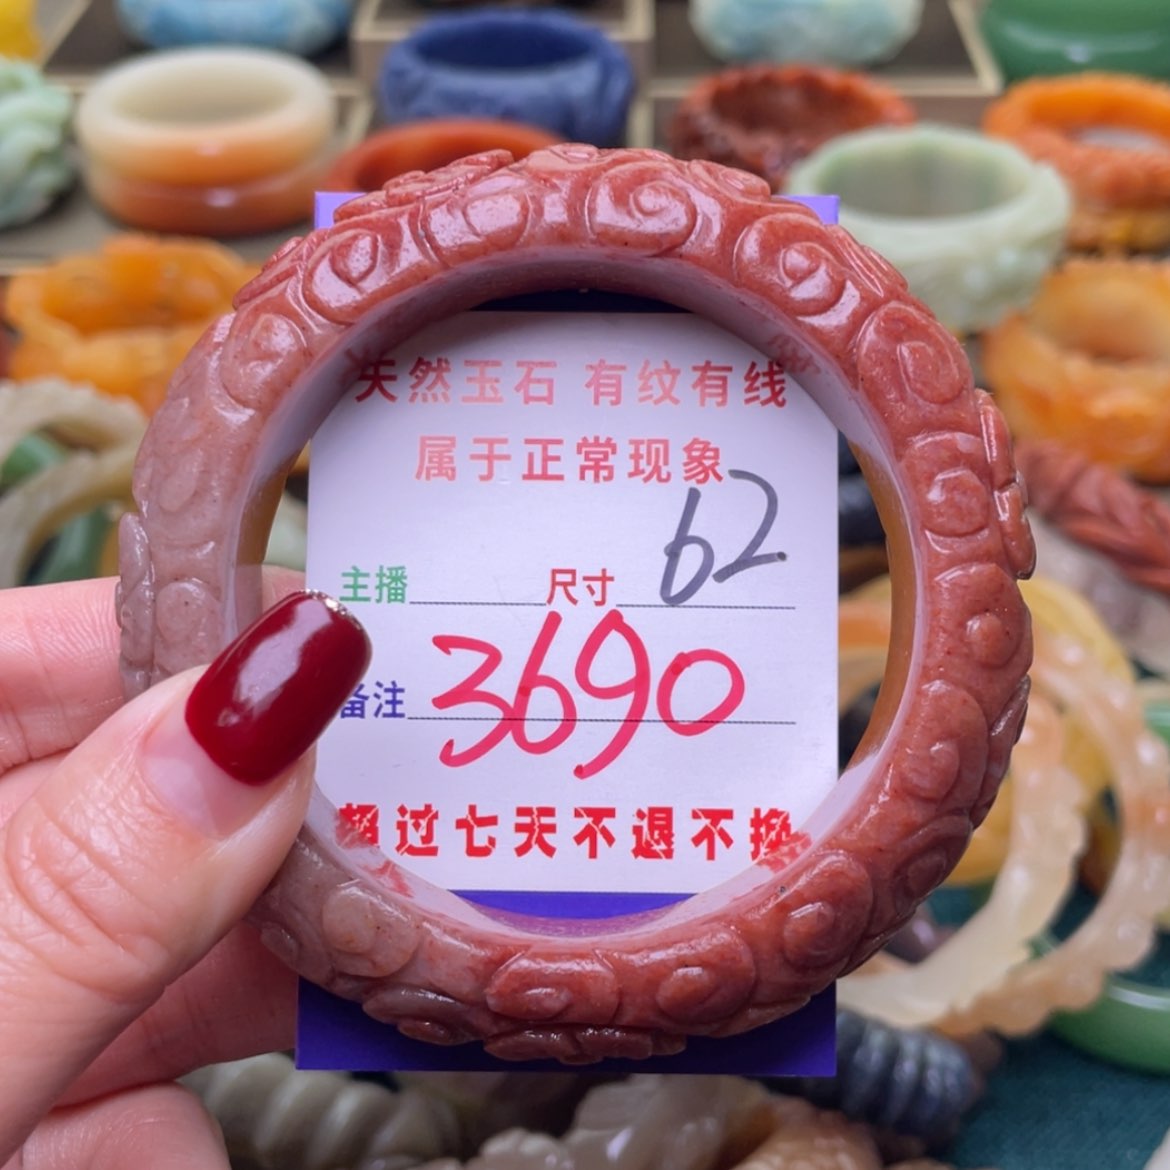 天然玉石 有纹有线
属于正常现象
主播 尺寸 62
备注 3690
超过七天不退不换